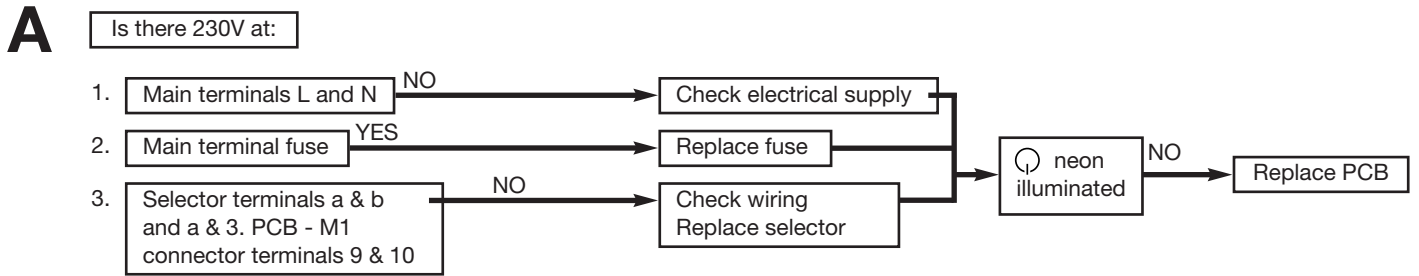 A
Is there 230V at:
1. Main terminals L and N
NO
Check electrical supply
2. Main terminal fuse
YES
Replace fuse
3. Selector terminals a & b
and a & 3. PCB - M1
connector terminals 9 & 10
NO
Check wiring
Replace selector
neon
illuminated
NO
Replace PCB